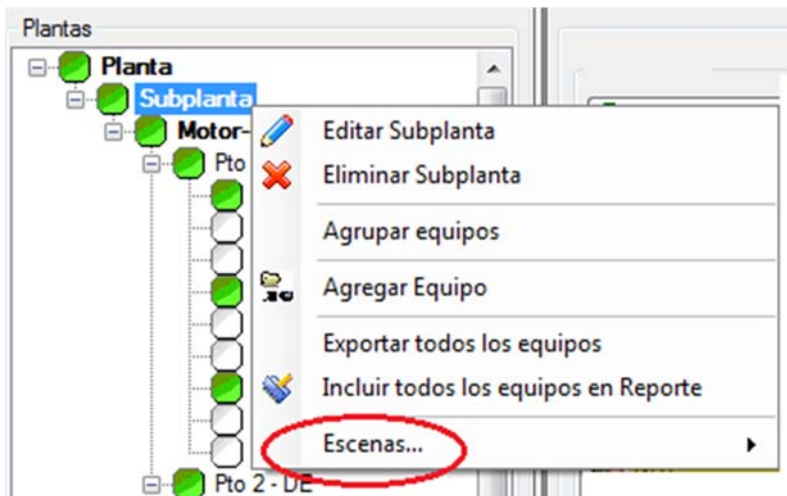 Plantas
Planta
Subplanta
Motor-
Pto
Editar Subplanta
Eliminar Subplanta
Agrupar equipos
Agregar Equipo
Exportar todos los equipos
Incluir todos los equipos en Reporte
Escenas...
Pto 2 - DE